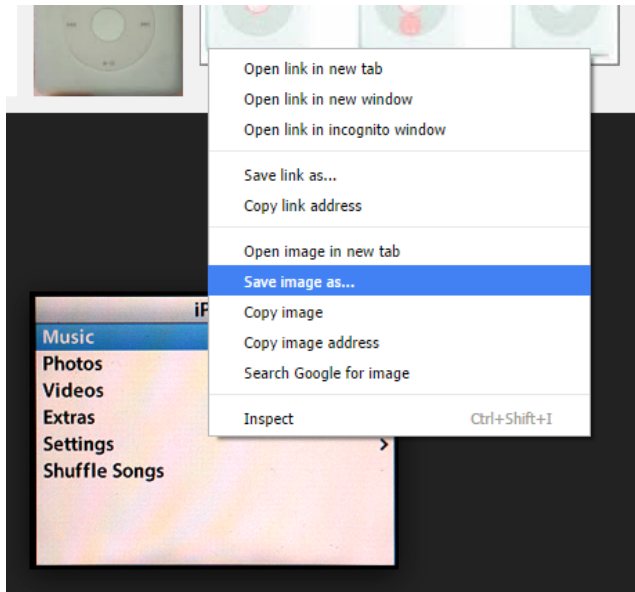 Open link in new tab
Open link in new window
Open link in incognito window
Save link as...
Copy link address
Open image in new tab
Save image as...
Copy image
Copy image address
Search Google for image
Inspect Ctrl+Shift+I
iP
Music
Photos
Videos
Extras
Settings >
Shuffle Songs